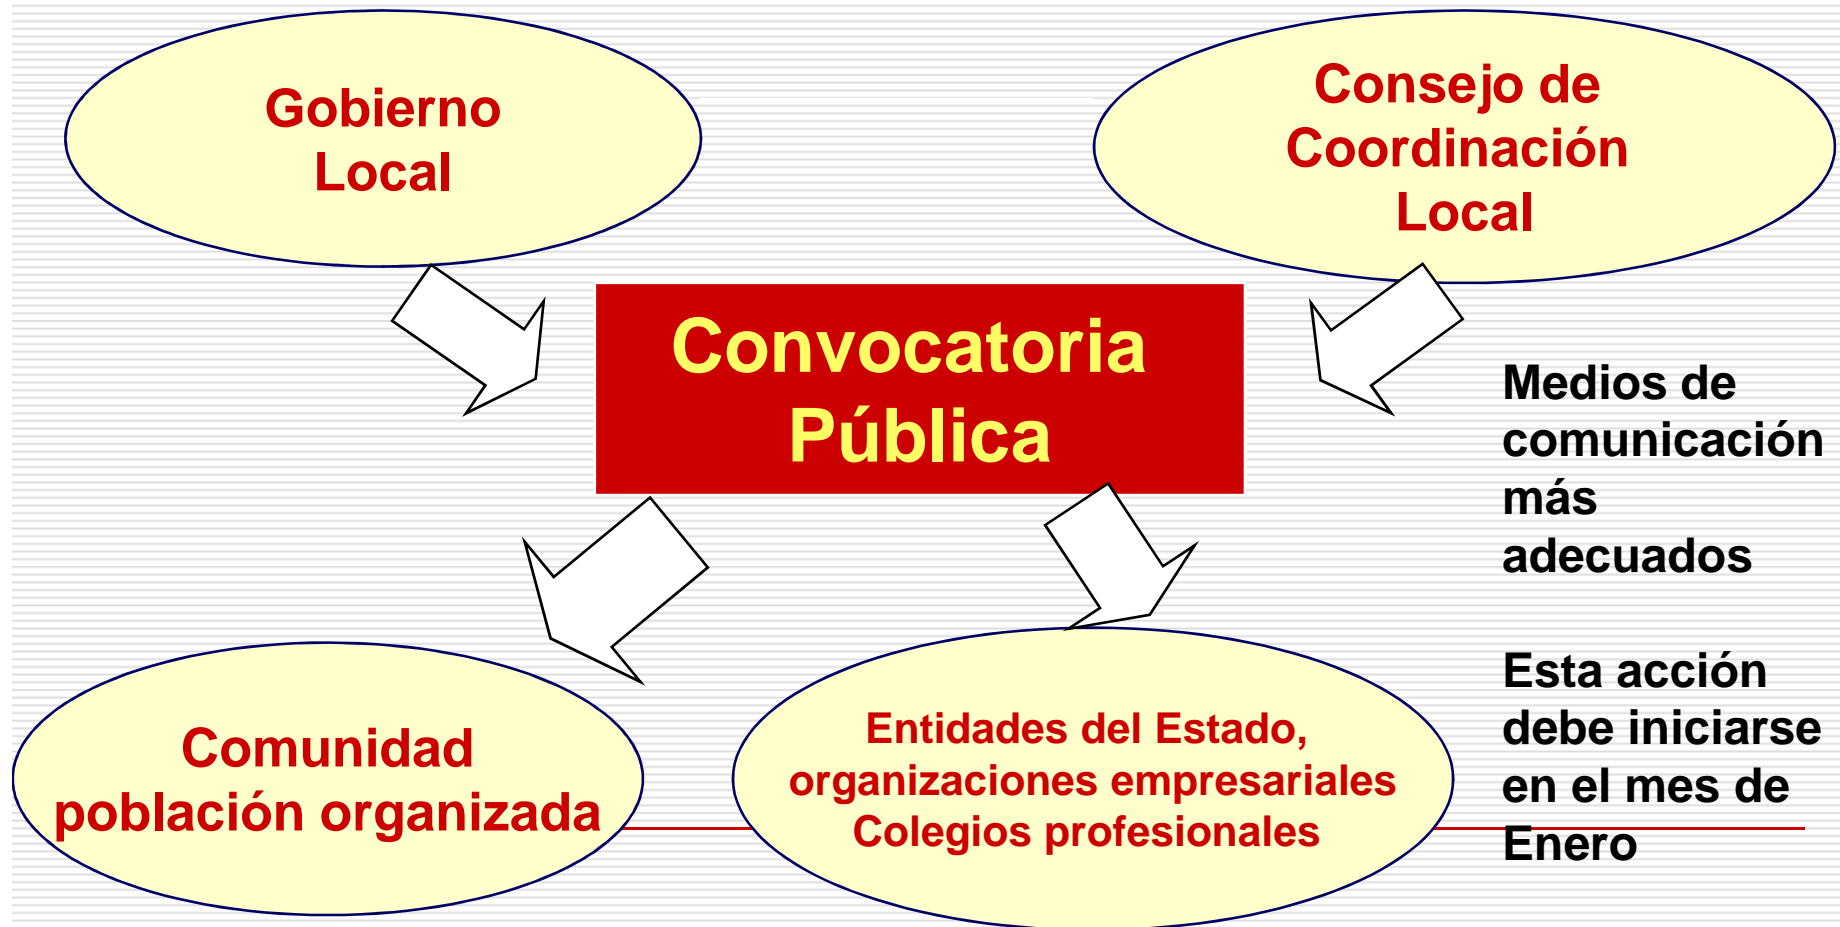 Gobierno
Local
Consejo de
Coordinación
Local
Convocatoria
Pública
Medios de
comunicación
más
adecuados
Esta acción
debe iniciarse
en el mes de
Enero
Comunidad
población organizada
Entidades del Estado,
organizaciones empresariales
Colegios profesionales